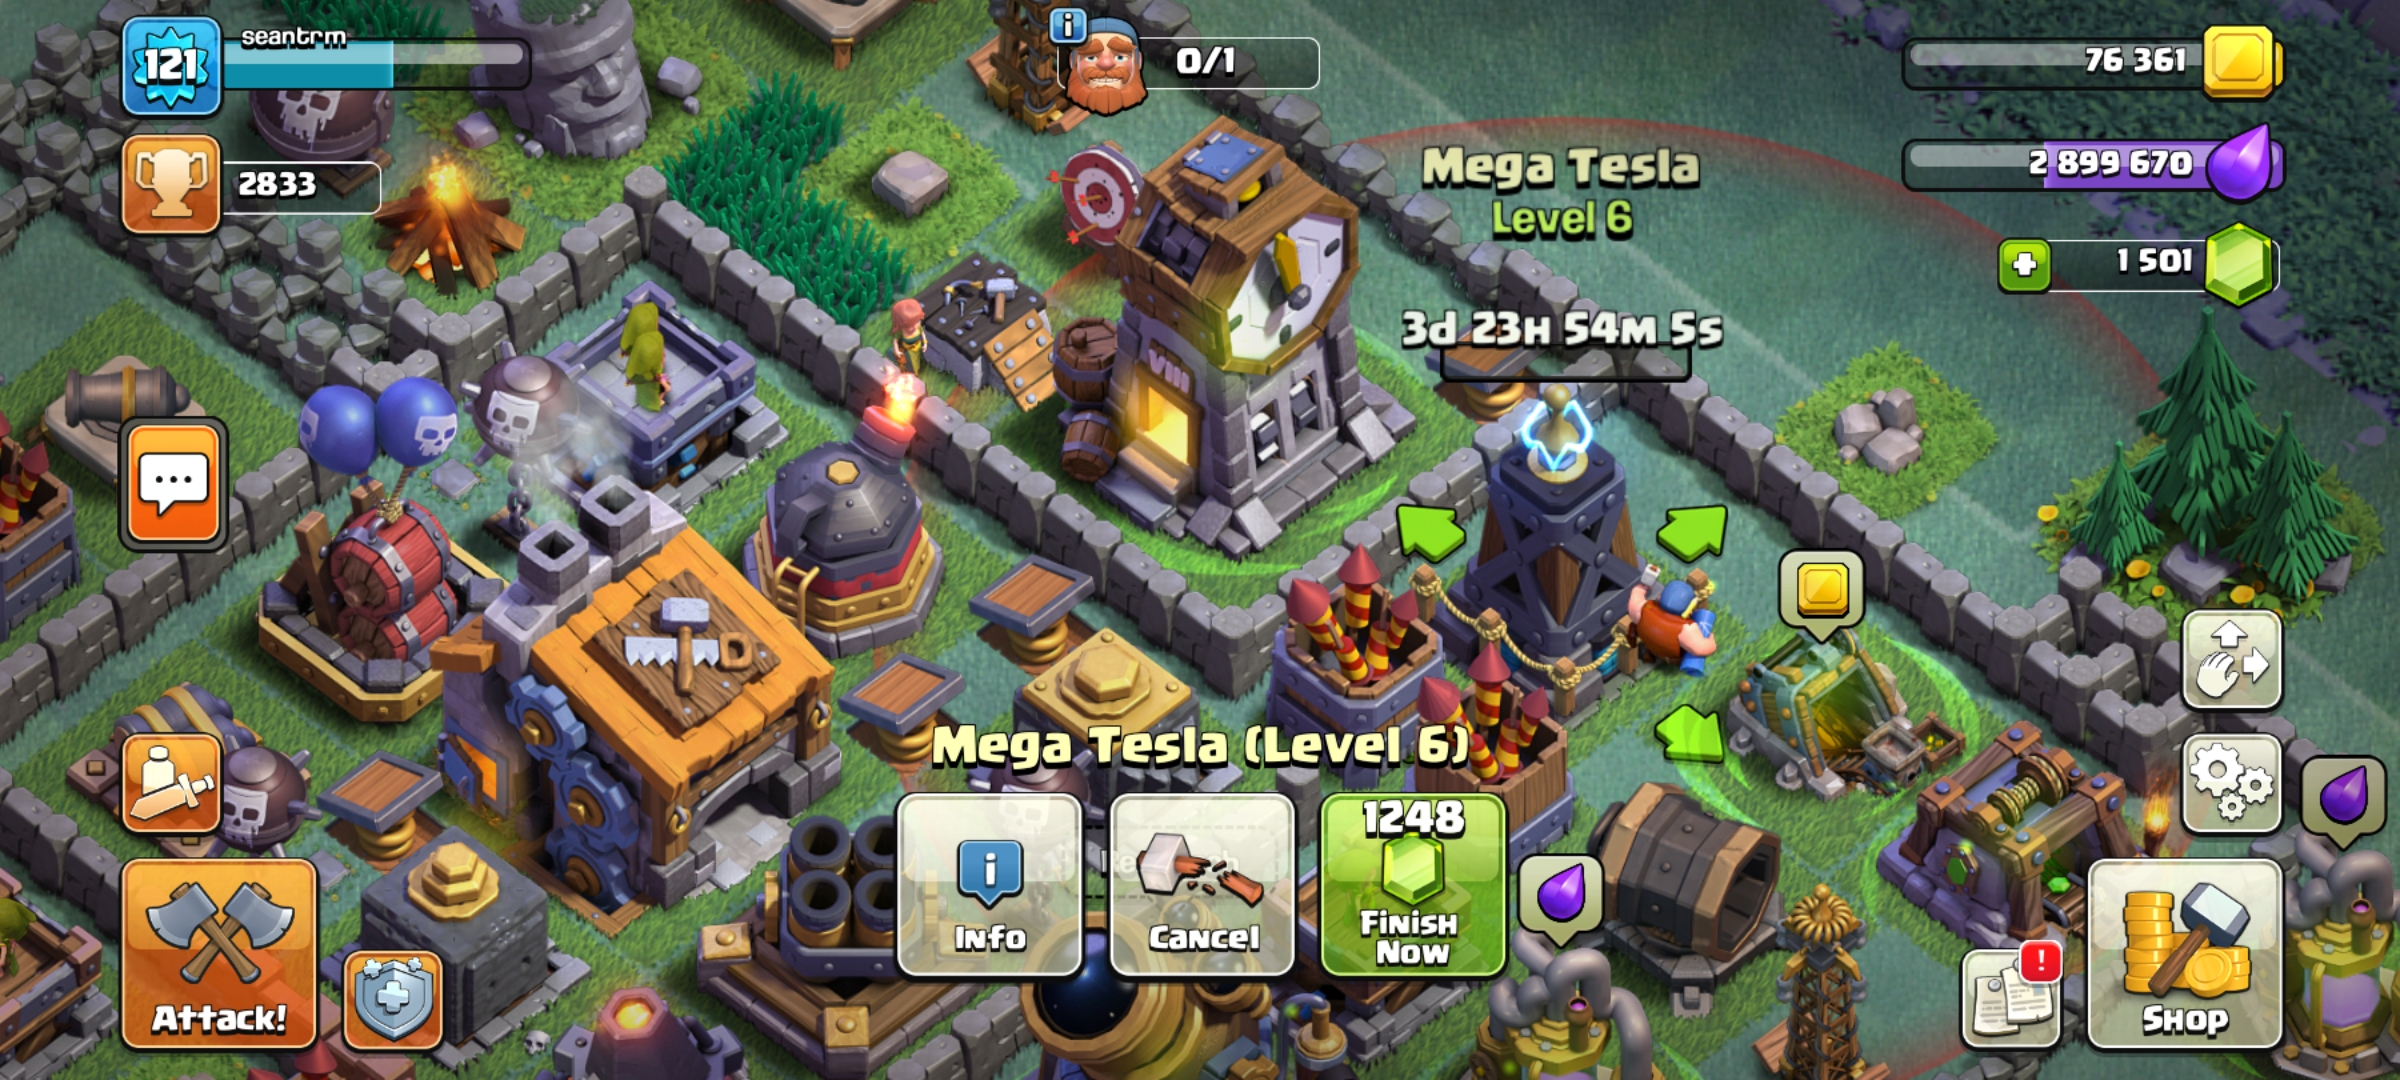 121
seantrm
0/1
76 361
2833
2 899 670
1 501
Mega Tesla
Level 6
3d 23H 54M 5s
VIII
Mega Tesla (Level 6)
1248
Info
Cancel
Finish
Now
Attack!
!
Shop